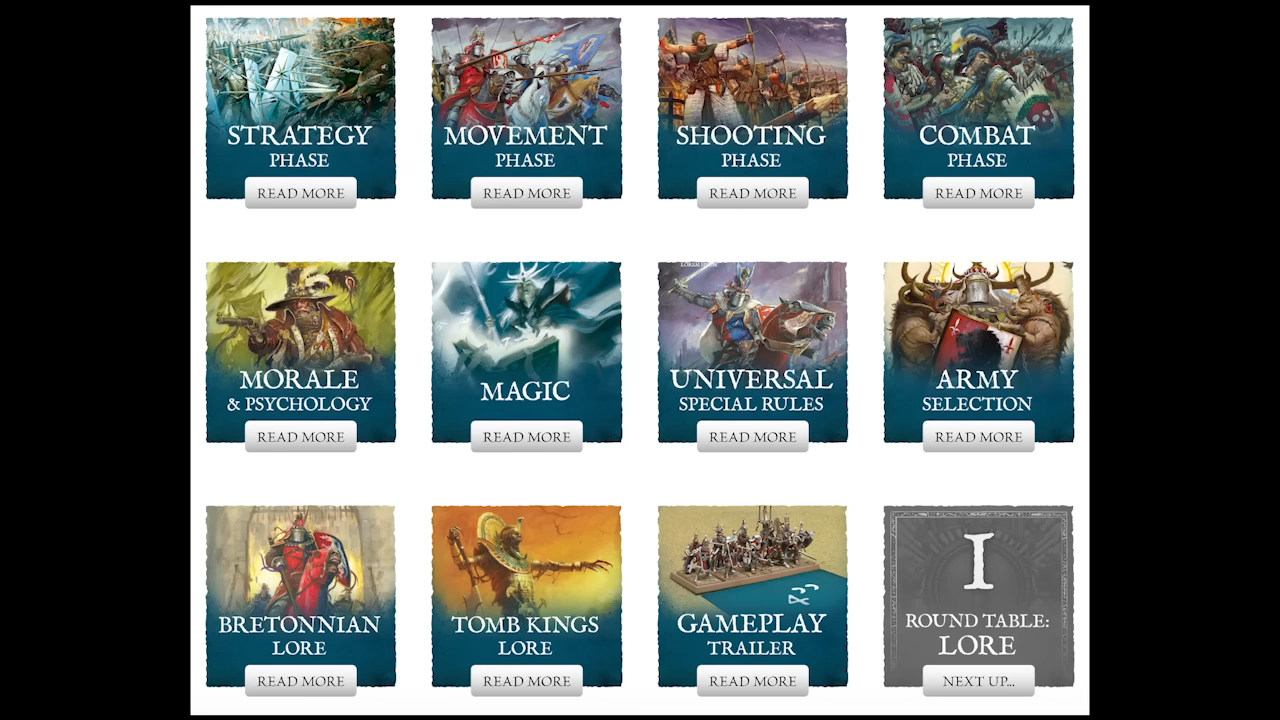 STRATEGY
PHASE
READ MORE
MOVEMENT
PHASE
READ MORE
SHOOTING
PHASE
READ MORE
COMBAT
PHASE
READ MORE
MORALE
& PSYCHOLOGY
READ MORE
MAGIC
READ MORE
UNIVERSAL
SPECIAL RULES
READ MORE
ARMY
SELECTION
READ MORE
BRETONNIAN
LORE
READ MORE
TOMB KINGS
LORE
READ MORE
GAMEPLAY
TRAILER
READ MORE
I
ROUND TABLE:
LORE
NEXT UP...